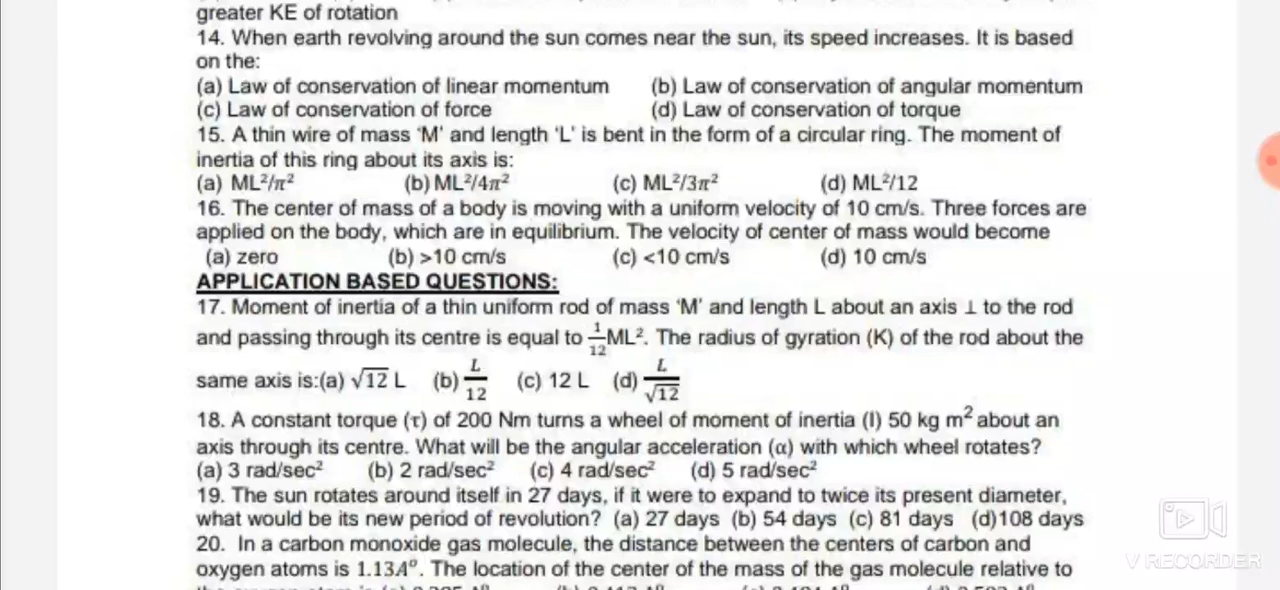 greater KE of rotation
14. When earth revolving around the sun comes near the sun, its speed increases. It is based
on the:
(a) Law of conservation of linear momentum (b) Law of conservation of angular momentum
(c) Law of conservation of force (d) Law of conservation of torque
15. A thin wire of mass 'M' and length 'L' is bent in the form of a circular ring. The moment of
inertia of this ring about its axis is:
(a) ML²/π² (b) ML²/4π² (c) ML²/3π² (d) ML²/12
16. The center of mass of a body is moving with a uniform velocity of 10 cm/s. Three forces are
applied on the body, which are in equilibrium. The velocity of center of mass would become
(a) zero (b) >10 cm/s (c) <10 cm/s (d) 10 cm/s
APPLICATION BASED QUESTIONS:
17. Moment of inertia of a thin uniform rod of mass 'M' and length L about an axis ⊥ to the rod
and passing through its centre is equal to 1/12 ML². The radius of gyration (K) of the rod about the
same axis is:(a) √12 L (b) L/12 (c) 12 L (d) L/√12
18. A constant torque (τ) of 200 Nm turns a wheel of moment of inertia (I) 50 kg m² about an
axis through its centre. What will be the angular acceleration (α) with which wheel rotates?
(a) 3 rad/sec² (b) 2 rad/sec² (c) 4 rad/sec² (d) 5 rad/sec²
19. The sun rotates around itself in 27 days, if it were to expand to twice its present diameter,
what would be its new period of revolution? (a) 27 days (b) 54 days (c) 81 days (d)108 days
20. In a carbon monoxide gas molecule, the distance between the centers of carbon and
oxygen atoms is 1.13A°. The location of the center of the mass of the gas molecule relative to
V RECORDER